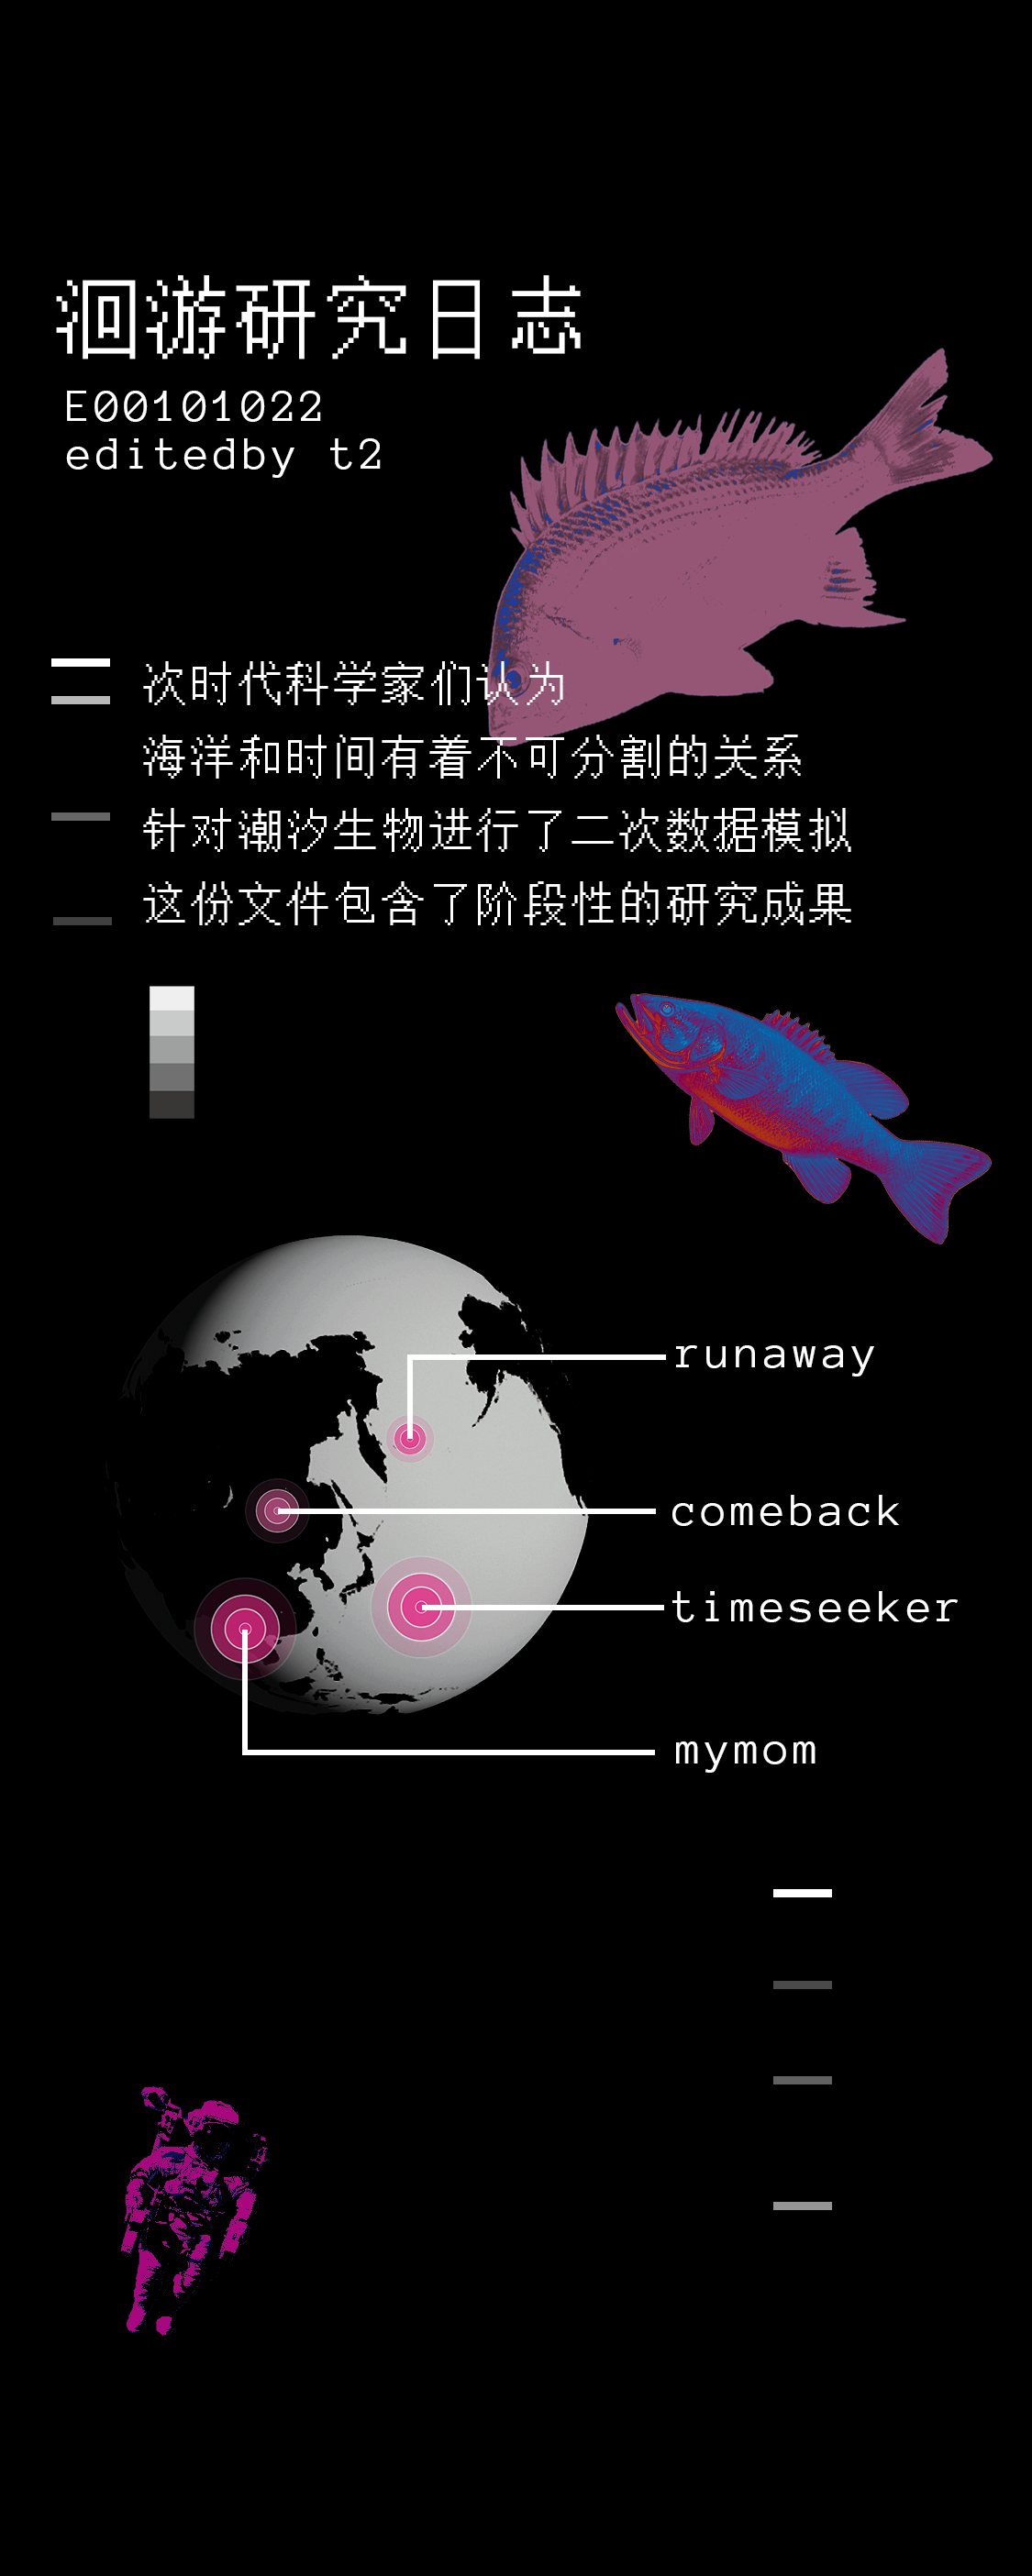 洄游研究日志
E00101022
editedby t2
次时代科学家们认为
海洋和时间有着不可分割的关系
针对潮汐生物进行了二次数据模拟
这份文件包含了阶段性的研究成果
runaway
comeback
timeseeker
mymom